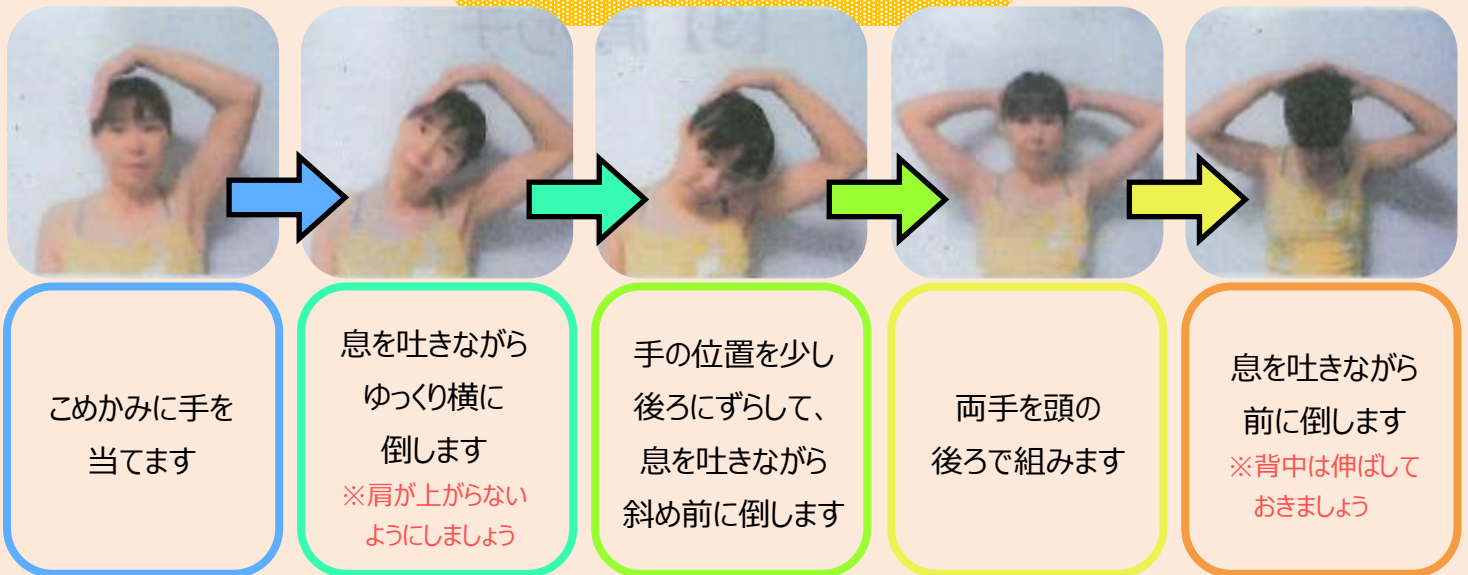 こめかみに手を
当てます
息を吐きながら
ゆっくり横に
倒します
※肩が上がらない
ようにしましょう
手の位置を少し
後ろにずらして、
息を吐きながら
斜め前に倒します
両手を頭の
後ろで組みます
息を吐きながら
前に倒します
※背中は伸ばして
おきましょう